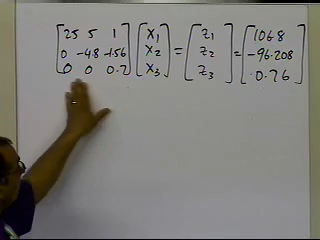 25 5 1 x₁ = z₁ = 106.8
0 -4.8 -1.56 x₂ z₂ -96.208
0 0 0.7 x₃ z₃ 0.76